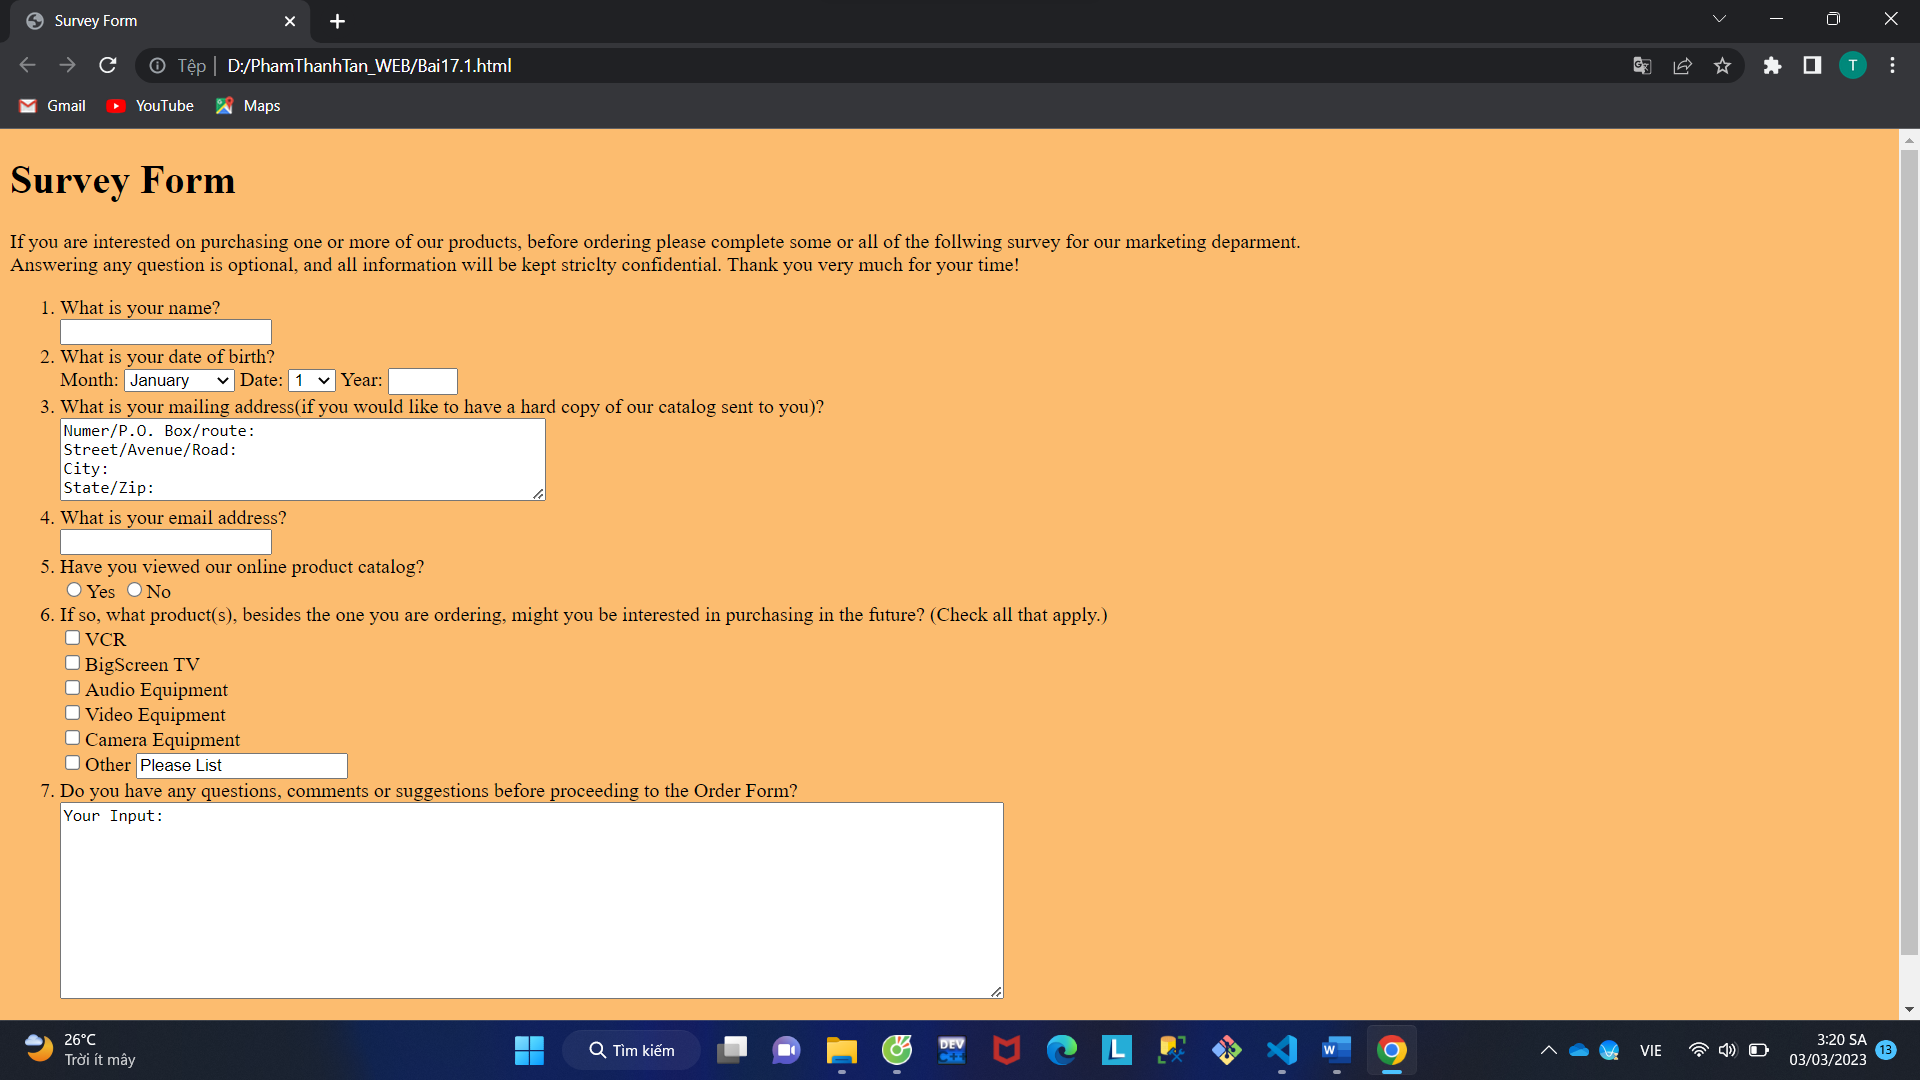 Survey Form
Tệp
D:/PhamThanhTan_WEB/Bai17.1.html
T
Gmail
YouTube
Maps
Survey Form
If you are interested on purchasing one or more of our products, before ordering please complete some or all of the follwing survey for our marketing deparment.
Answering any question is optional, and all information will be kept striclty confidential. Thank you very much for your time!
1. What is your name?
2. What is your date of birth?
Month: January Date: 1 Year:
3. What is your mailing address(if you would like to have a hard copy of our catalog sent to you)?
Numer/P.O. Box/route:
Street/Avenue/Road:
City:
State/Zip:
4. What is your email address?
5. Have you viewed our online product catalog?
Yes No
6. If so, what product(s), besides the one you are ordering, might you be interested in purchasing in the future? (Check all that apply.)
VCR
BigScreen TV
Audio Equipment
Video Equipment
Camera Equipment
Other Please List
7. Do you have any questions, comments or suggestions before proceeding to the Order Form?
Your Input:
26°C
Trời ít mây
Tìm kiếm
DEV
C++
L
W
VIE
3:20 SA
03/03/2023
13